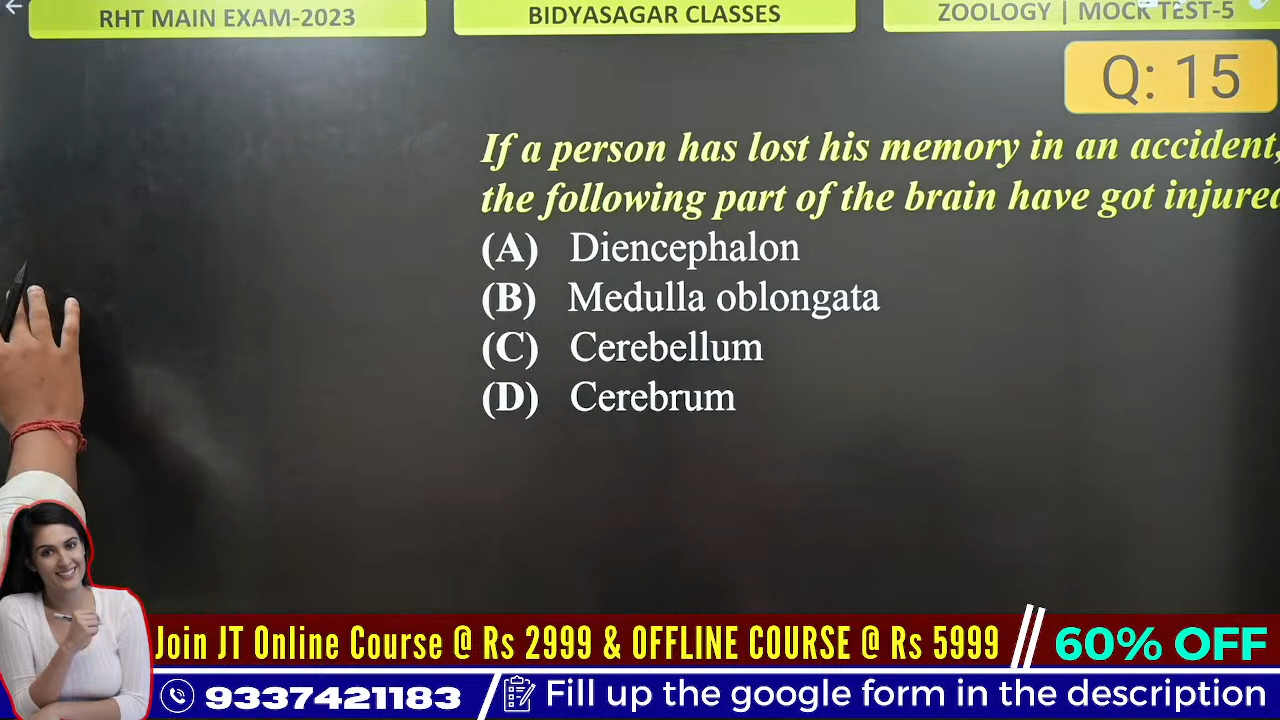 RHT MAIN EXAM-2023
BIDYASAGAR CLASSES
ZOOLOGY | MOCK TEST-5
Q: 15
If a person has lost his memory in an accident,
the following part of the brain have got injured
(A) Diencephalon
(B) Medulla oblongata
(C) Cerebellum
(D) Cerebrum
Join JT Online Course @ Rs 2999 & OFFLINE COURSE @ Rs 5999 // 60% OFF
9337421183 / Fill up the google form in the description